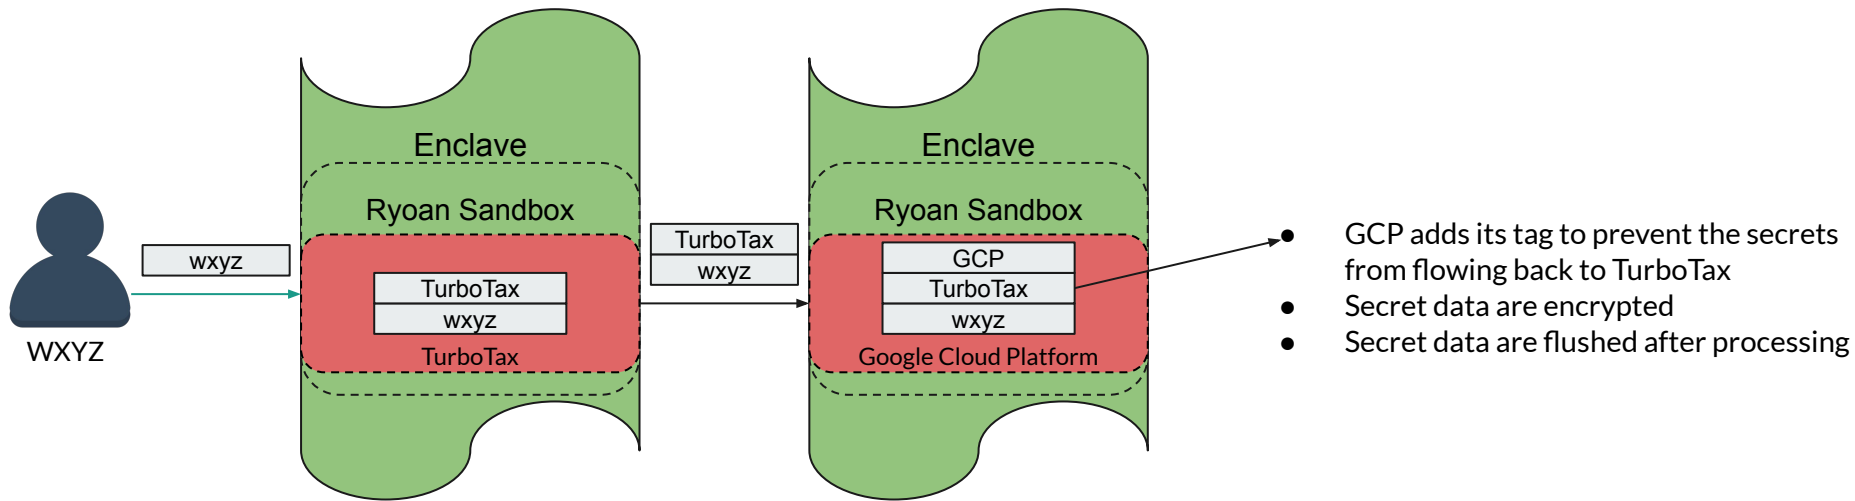 WXYZ
wxyz
Enclave
Ryoan Sandbox
TurboTax
wxyz
TurboTax
TurboTax
wxyz
Enclave
Ryoan Sandbox
GCP
TurboTax
wxyz
Google Cloud Platform
● GCP adds its tag to prevent the secrets
from flowing back to TurboTax
● Secret data are encrypted
● Secret data are flushed after processing